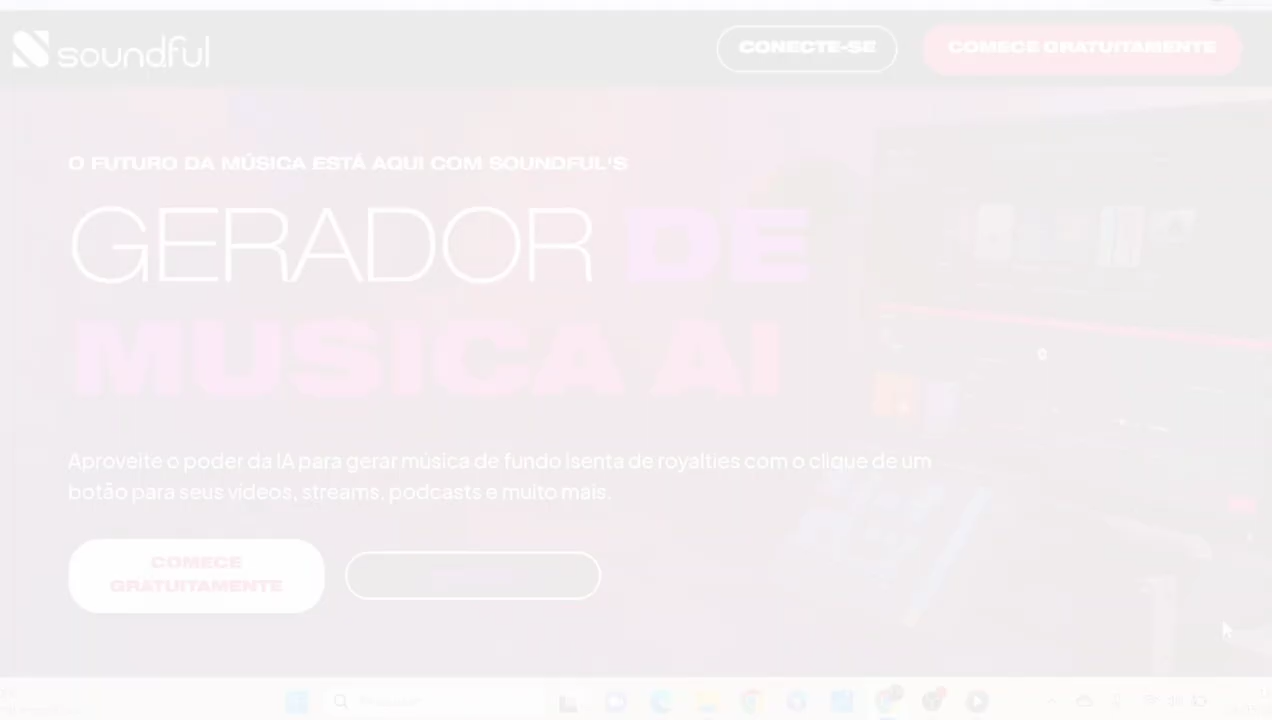 soundful
CONECTE-SE
COMECE GRATUITAMENTE
O FUTURO DA MÚSICA ESTÁ AQUI COM SOUNDFUL'S
GERADOR DE
MUSICA AI
Aproveite o poder da IA para gerar música de fundo isenta de royalties com o clique de um
botão para seus vídeos, streams, podcasts e muito mais.
COMECE
GRATUITAMENTE
Pesquisar